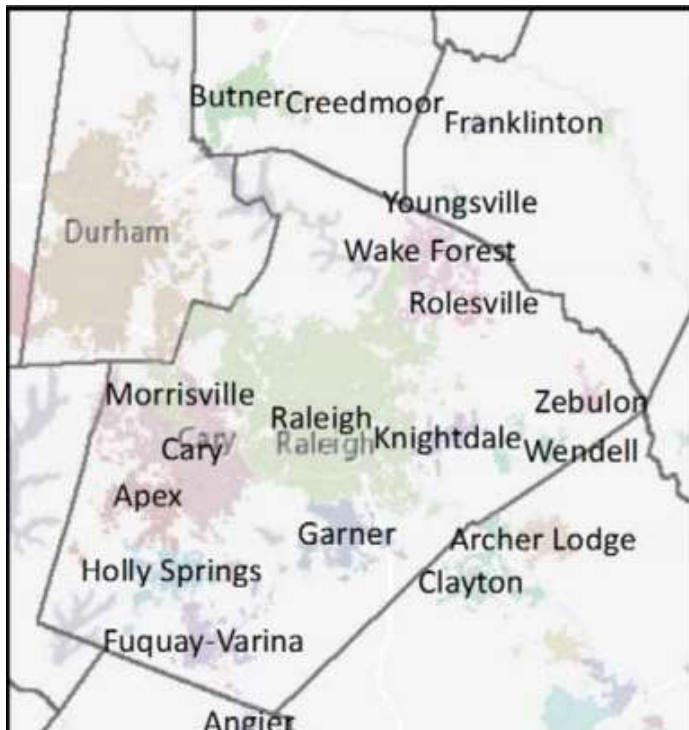 Butner
Creedmoor
Franklinton
Youngsville
Durham
Wake Forest
Rolesville
Morrisville
Zebulon
Raleigh
Cary
Cary
Raleigh
Knightdale
Wendell
Apex
Garner
Archer Lodge
Holly Springs
Clayton
Fuquay-Varina
Angier